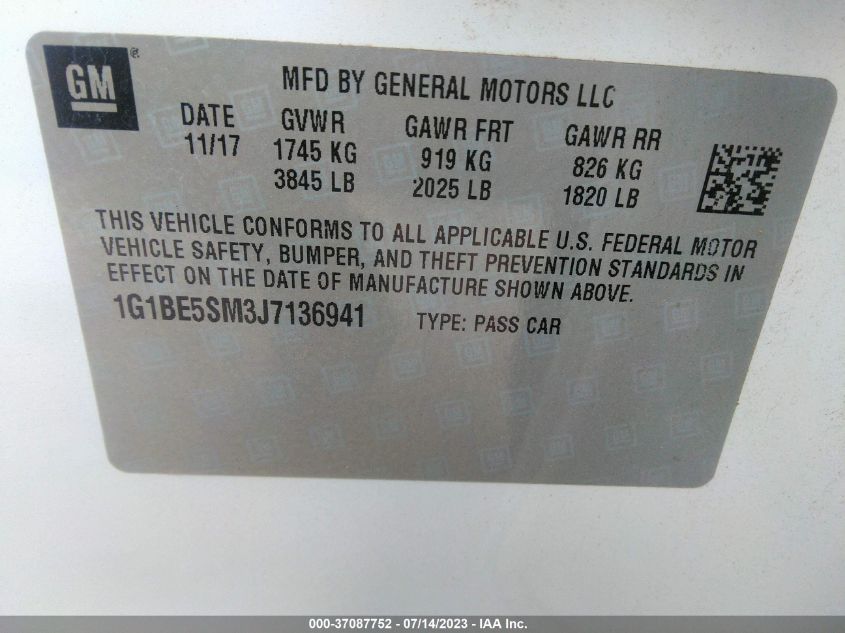 GM
MFD BY GENERAL MOTORS LLC
DATE GVWR GAWR FRT GAWR RR
11/17 1745 KG 919 KG 826 KG
3845 LB 2025 LB 1820 LB
THIS VEHICLE CONFORMS TO ALL APPLICABLE U.S. FEDERAL MOTOR
VEHICLE SAFETY, BUMPER, AND THEFT PREVENTION STANDARDS IN
EFFECT ON THE DATE OF MANUFACTURE SHOWN ABOVE.
1G1BE5SM3J7136941 TYPE: PASS CAR
000-37087752 - 07/14/2023 - IAA Inc.